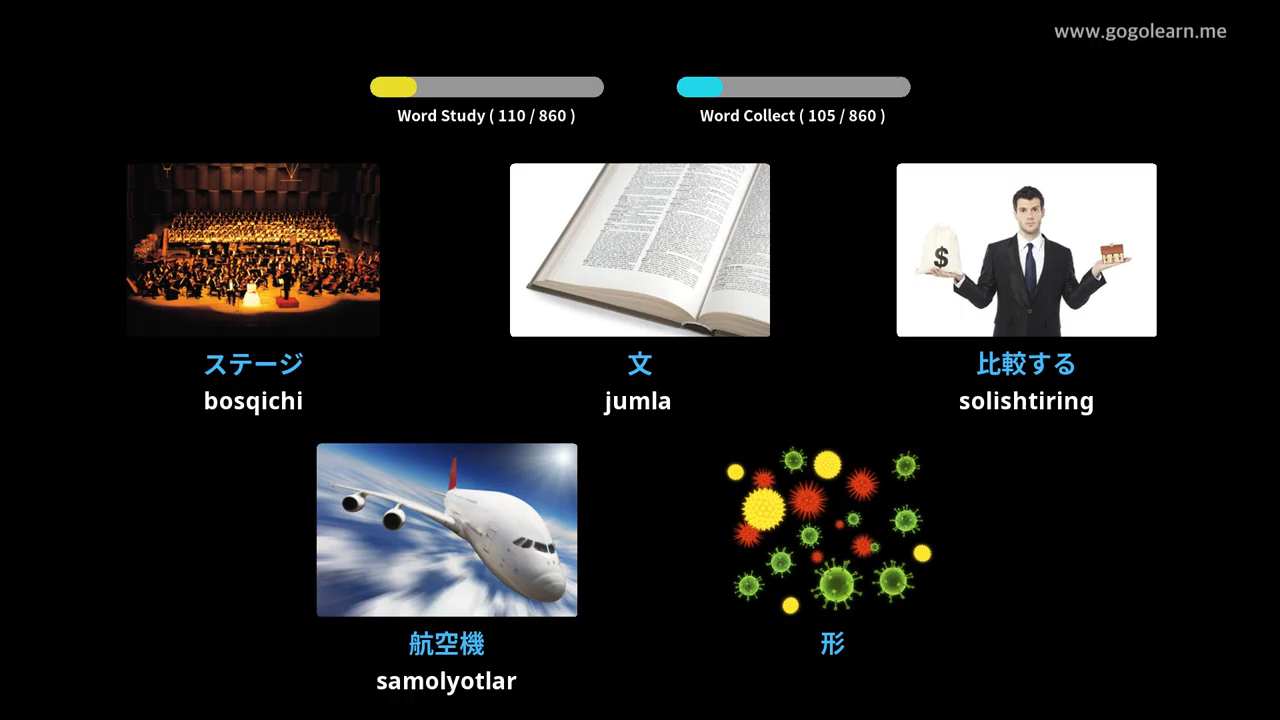 www.gogolearn.me
Word Study ( 110 / 860 )
Word Collect ( 105 / 860 )
ステージ
bosqichi
文
jumla
比較する
solishtiring
航空機
samolyotlar
形